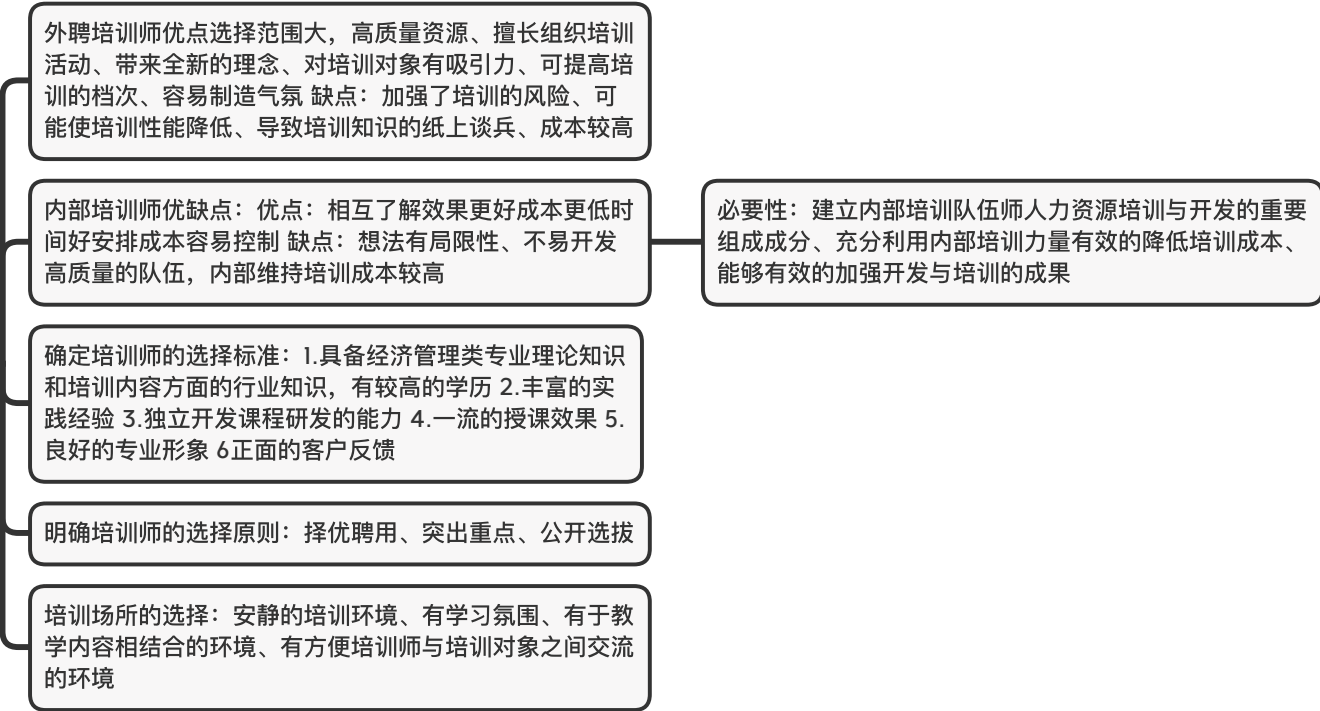 外聘培训师优点选择范围大，高质量资源、擅长组织培训
活动、带来全新的理念、对培训对象有吸引力、可提高培
训的档次、容易制造气氛 缺点：加强了培训的风险、可
能使培训性能降低、导致培训知识的纸上谈兵、成本较高
内部培训师优缺点：优点：相互了解效果更好成本更低时
间好安排成本容易控制 缺点：想法有局限性、不易开发
高质量的队伍，内部维持培训成本较高
必要性：建立内部培训队伍师人力资源培训与开发的重要
组成成分、充分利用内部培训力量有效的降低培训成本、
能够有效的加强开发与培训的成果
确定培训师的选择标准：1.具备经济管理类专业理论知识
和培训内容方面的行业知识，有较高的学历 2.丰富的实
践经验 3.独立开发课程研发的能力 4.一流的授课效果 5.
良好的专业形象 6正面的客户反馈
明确培训师的选择原则：择优聘用、突出重点、公开选拔
培训场所的选择：安静的培训环境、有学习氛围、有于教
学内容相结合的环境、有方便培训师与培训对象之间交流
的环境